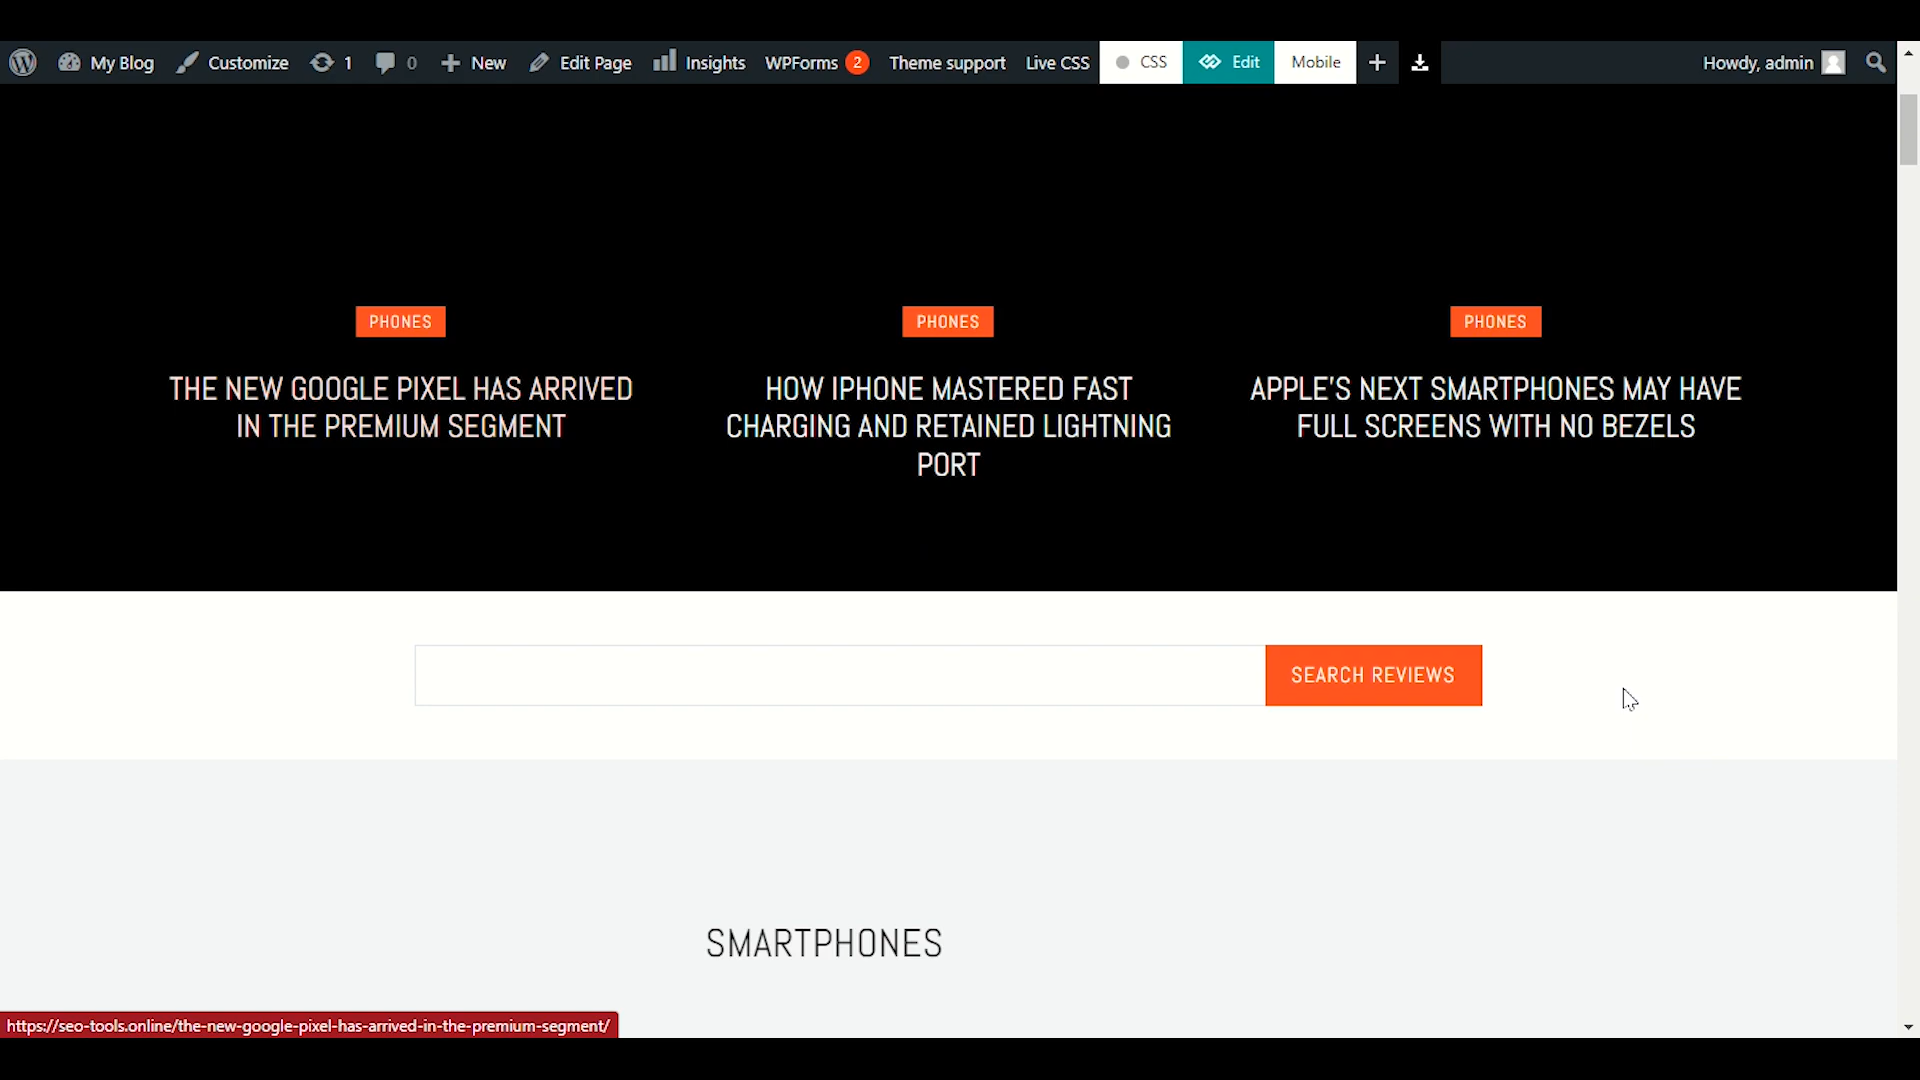 My Blog Customize 1 0 New Edit Page Insights WPForms 2 Theme support Live CSS CSS Edit Mobile Howdy, admin
PHONES PHONES PHONES
THE NEW GOOGLE PIXEL HAS ARRIVED
IN THE PREMIUM SEGMENT
HOW IPHONE MASTERED FAST
CHARGING AND RETAINED LIGHTNING
PORT
APPLE'S NEXT SMARTPHONES MAY HAVE
FULL SCREENS WITH NO BEZELS
SEARCH REVIEWS
SMARTPHONES
https://seo-tools.online/the-new-google-pixel-has-arrived-in-the-premium-segment/